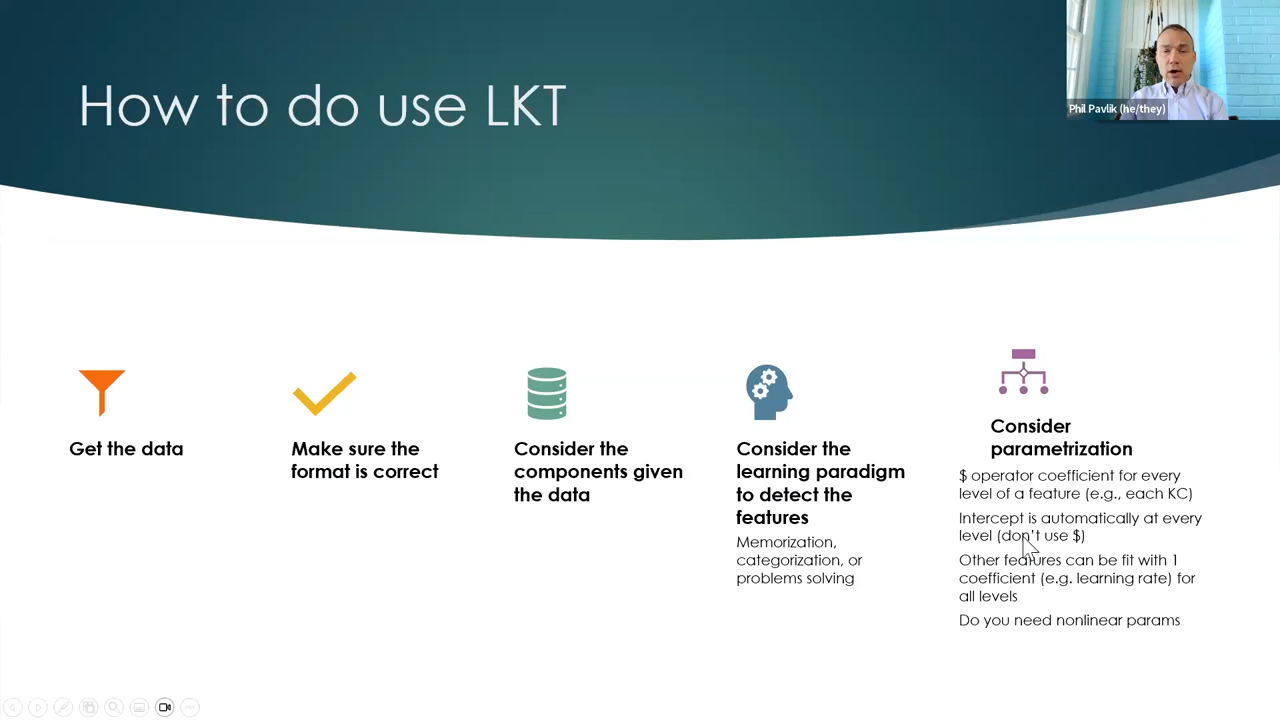 How to do use LKT
Phil Pavlik (he/they)
Get the data
Make sure the
format is correct
Consider the
components given
the data
Consider the
learning paradigm
to detect the
features
Memorization,
categorization, or
problems solving
Consider
parametrization
$ operator coefficient for every
level of a feature (e.g., each KC)
Intercept is automatically at every
level (don't use $)
Other features can be fit with 1
coefficient (e.g. learning rate) for
all levels
Do you need nonlinear params